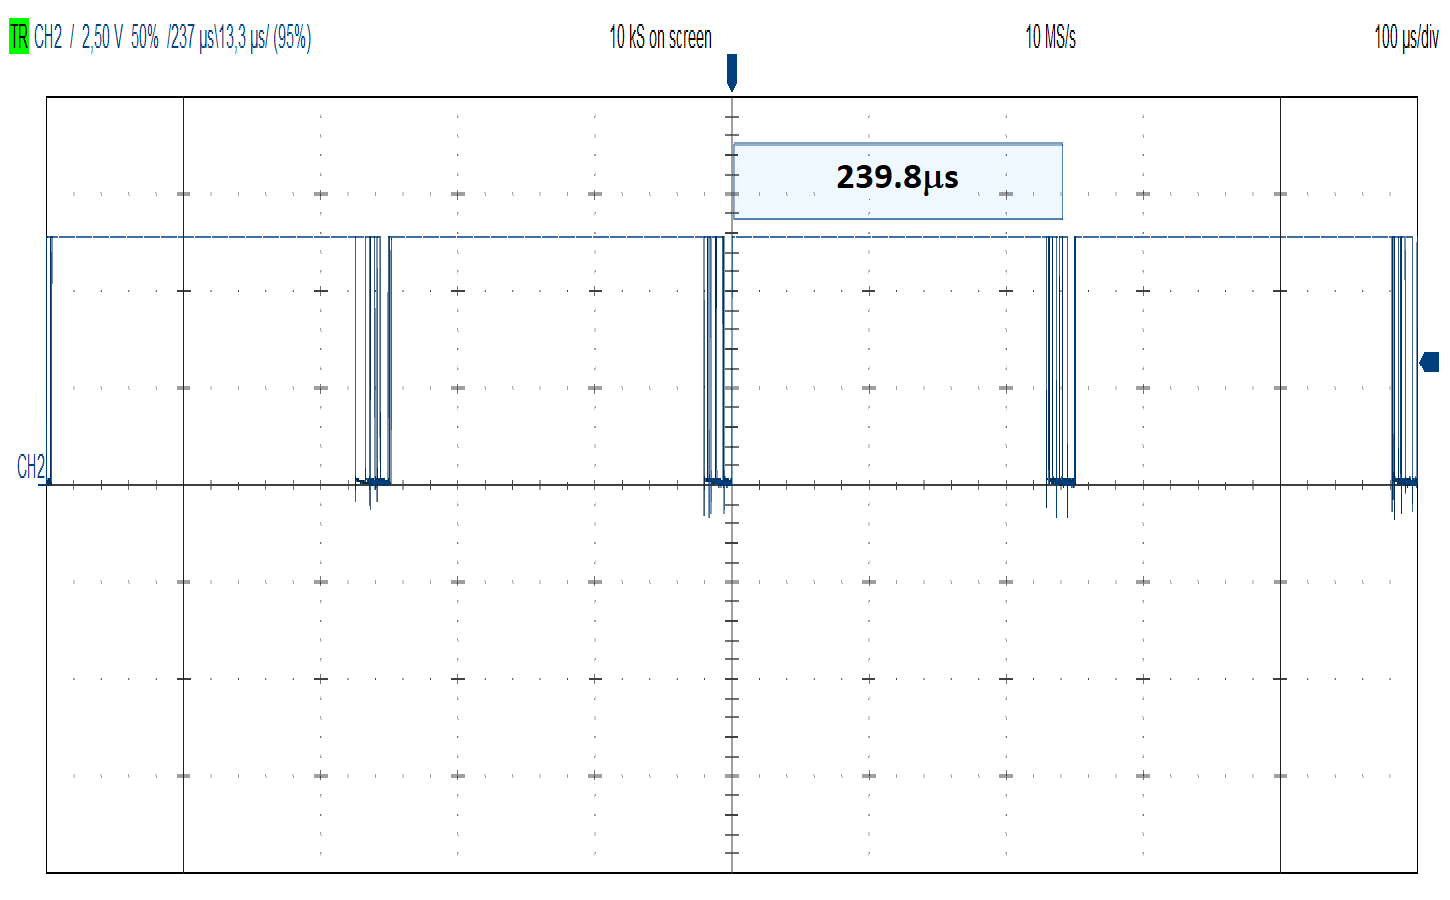 TR CH2 / 2,50 V 50% /237 µs\13,3 µs/ (95%)
10 kS on screen
10 MS/s
100 µs/div
239.8µs
CH2